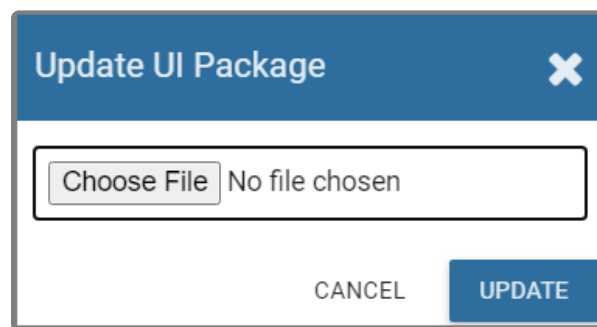 Update UI Package
Choose File No file chosen
CANCEL UPDATE